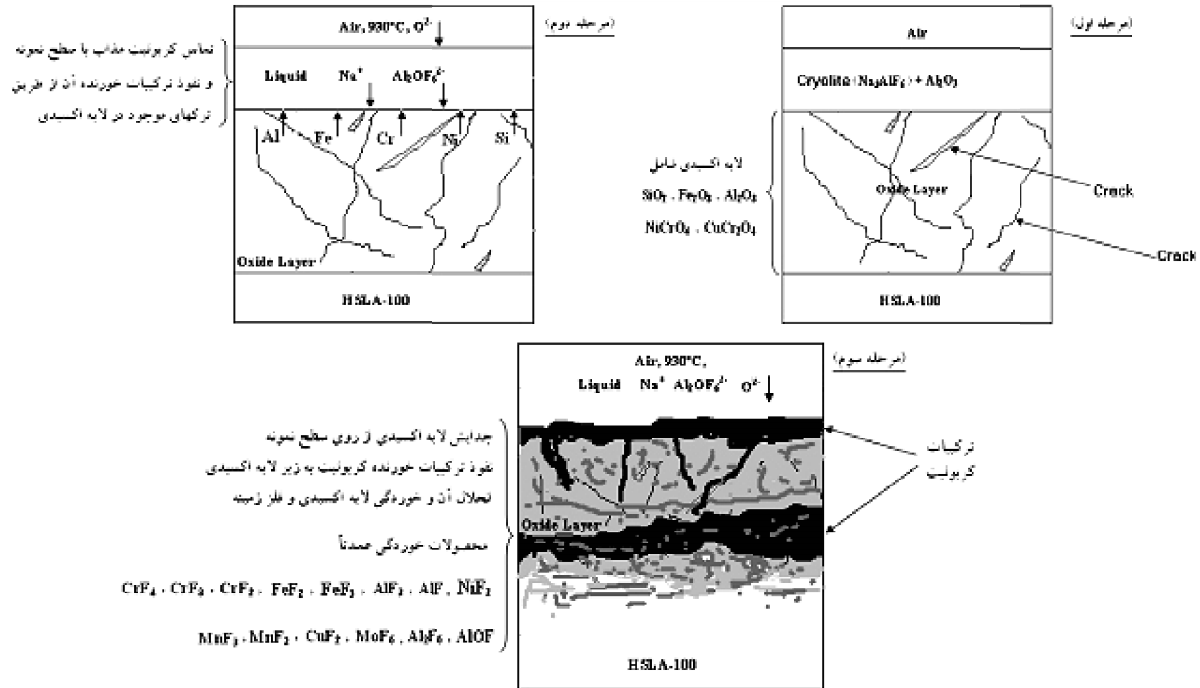 (مرحله اول)
Air
Cryolite (Na₃AlF₆) + Al₂O₃
لایه اکسیدی شامل
SiO₂ . Fe₂O₃ . Al₂O₃
NiCrO₄ . CuCr₂O₄
Oxide Layer
Crack
Crack
HSLA-100
(مرحله دوم)
Air, 930°C, O²⁻
تماس کریولیت مذاب با سطح نمونه
و نفوذ ترکیبات خورنده آن از طریق
ترکهای موجود در لایه اکسیدی
Liquid Na⁺ Al₂OF₆²⁻
Al Fe Cr Ni Si
Oxide Layer
HSLA-100
(مرحله سوم)
Air, 930°C,
Liquid Na⁺ Al₂OF₆²⁻ O²⁻
جدایش لایه اکسیدی از روی سطح نمونه
نفوذ ترکیبات خورنده کریولیت به زیر لایه اکسیدی
انحلال آن و خوردگی لایه اکسیدی و فلز زمینه
محصولات خوردگی عمدتاً
CrF₄ . CrF₃ . CrF₂ . FeF₂ . FeF₃ . AlF₃ . AlF . NiF₂
MnF₃ . MnF₂ . CuF₂ . MoF₆ . Al₂F₆ . AlOF
ترکیبات
کریولیت
Oxide Layer
HSLA-100